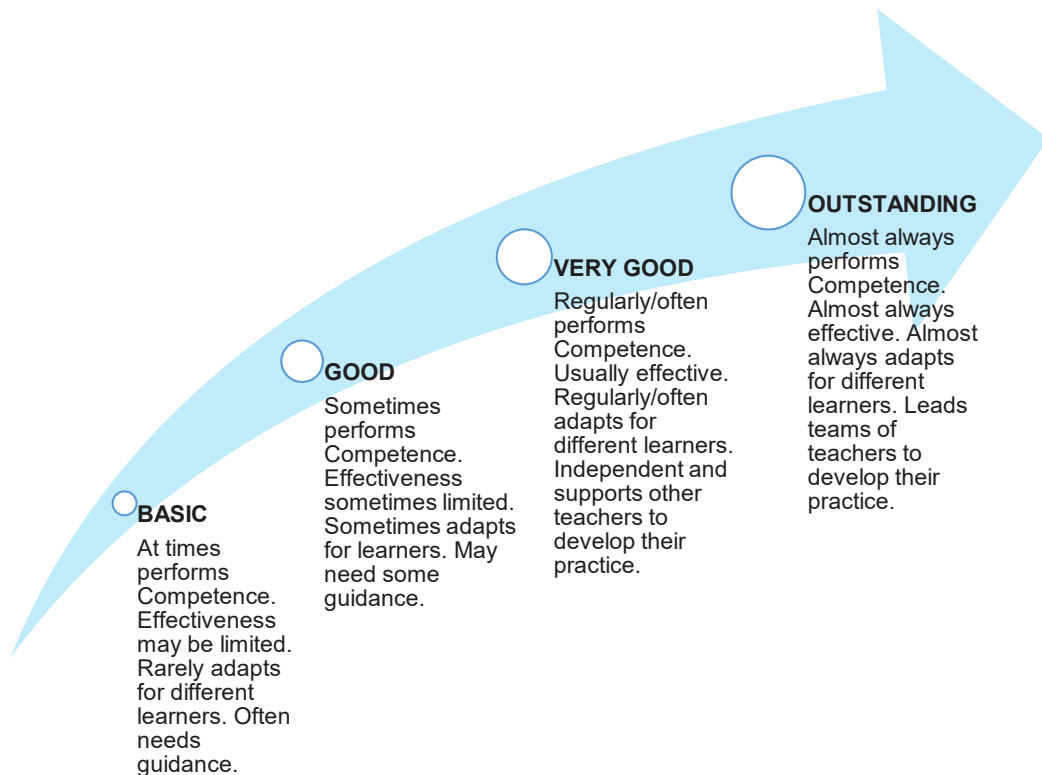 BASIC
At times
performs
Competence.
Effectiveness
may be limited.
Rarely adapts
for different
learners. Often
needs
guidance.
GOOD
Sometimes
performs
Competence.
Effectiveness
sometimes limited.
Sometimes adapts
for learners. May
need some
guidance.
VERY GOOD
Regularly/often
performs
Competence.
Usually effective.
Regularly/often
adapts for
different learners.
Independent and
supports other
teachers to
develop their
practice.
OUTSTANDING
Almost always
performs
Competence.
Almost always
effective. Almost
always adapts
for different
learners. Leads
teams of
teachers to
develop their
practice.